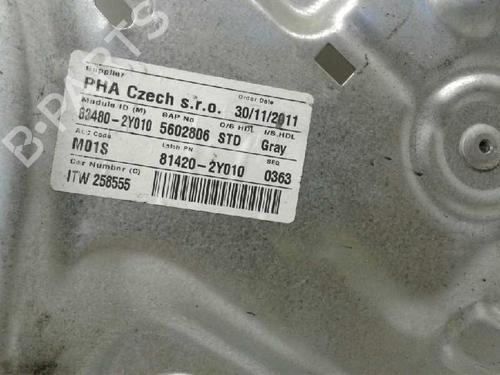 Supplier Order Date
PHA Czech s.r.o. 30/11/2011
Module ID (M) SAP No O/S HDL I/S.HDL
83480-2Y010 5602806 STD Gray
ALC Code Latch PN SEQ
M01S 81420-2Y010 0363
Car Number (C)
ITW 258555
B-PARTS